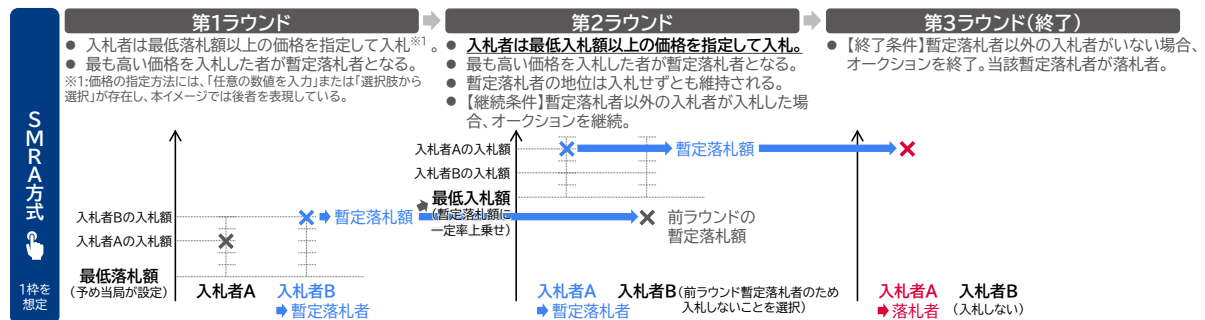 SMRA方式
1枠を
想定
第1ラウンド
● 入札者は最低落札額以上の価格を指定して入札※1 。
● 最も高い価格を入札した者が暫定落札者となる。
※1:価格の指定方法には、「任意の数値を入力」または「選択肢から
選択」が存在し、本イメージでは後者を表現している。
入札者Bの入札額
入札者Aの入札額
最低落札額
(予め当局が設定)
暫定落札額
入札者A
入札者B
暫定落札者
第2ラウンド
● 入札者は最低入札額以上の価格を指定して入札。
● 最も高い価格を入札した者が暫定落札者となる。
● 暫定落札者の地位は入札せずとも維持される。
● 【継続条件】暫定落札者以外の入札者が入札した場
合、オークションを継続。
入札者Aの入札額
入札者Bの入札額
最低入札額
(暫定落札額に
一定率上乗せ)
暫定落札額
前ラウンドの
暫定落札額
入札者A
暫定落札者
入札者B(前ラウンド暫定落札者のため
入札しないことを選択)
第3ラウンド(終了)
● 【終了条件】暫定落札者以外の入札者がいない場合、
オークションを終了。当該暫定落札者が落札者。
入札者A
落札者
入札者B
(入札しない)